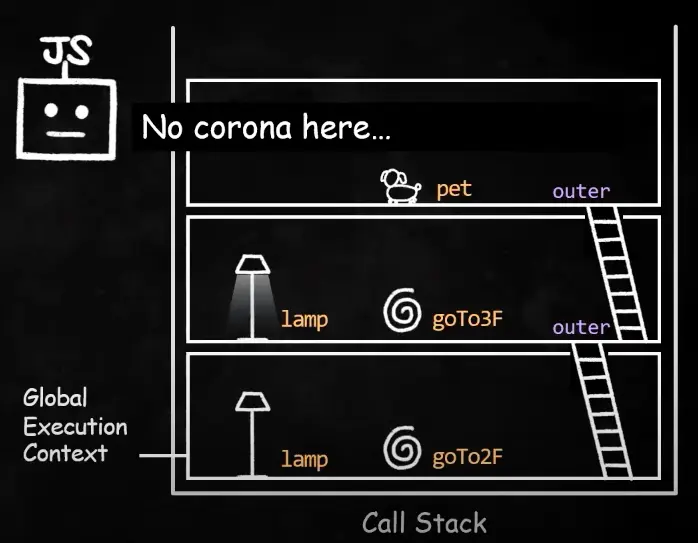 JS
No corona here...
pet
outer
lamp
goTo3F
outer
Global
Execution
Context
lamp
goTo2F
Call Stack